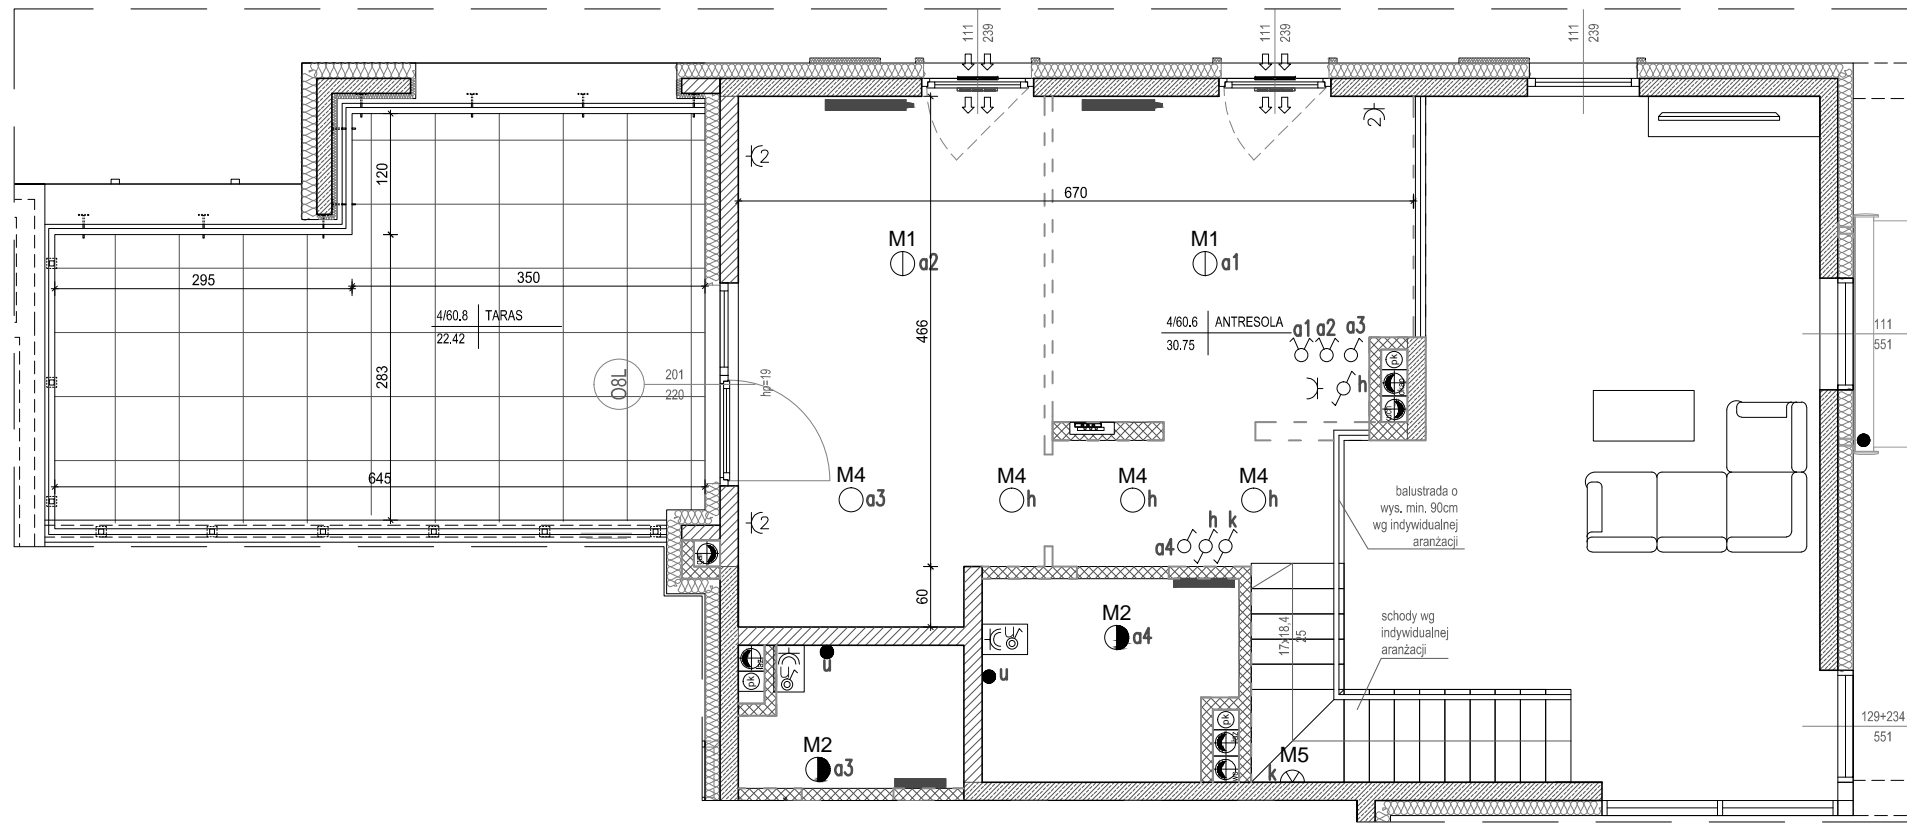 111
239
111
239
111
239
2
2
670
120
M1
a2
M1
a1
295
350
4/60.8 TARAS
22.42
4/60.6 ANTRESOLA
30.75
a1 a2 a3
466
111
551
283
O8L
201
220
hp=19
h
pk
645
M4
a3
M4
h
M4
h
M4
h
balustrada o
wys. min. 90cm
wg indywidualnej
aranżacji
2
a4
h k
60
M2
a4
17x18,4
25
schody wg
indywidualnej
aranżacji
u
u
pk
pk
129+234
551
M2
a3
M5
k